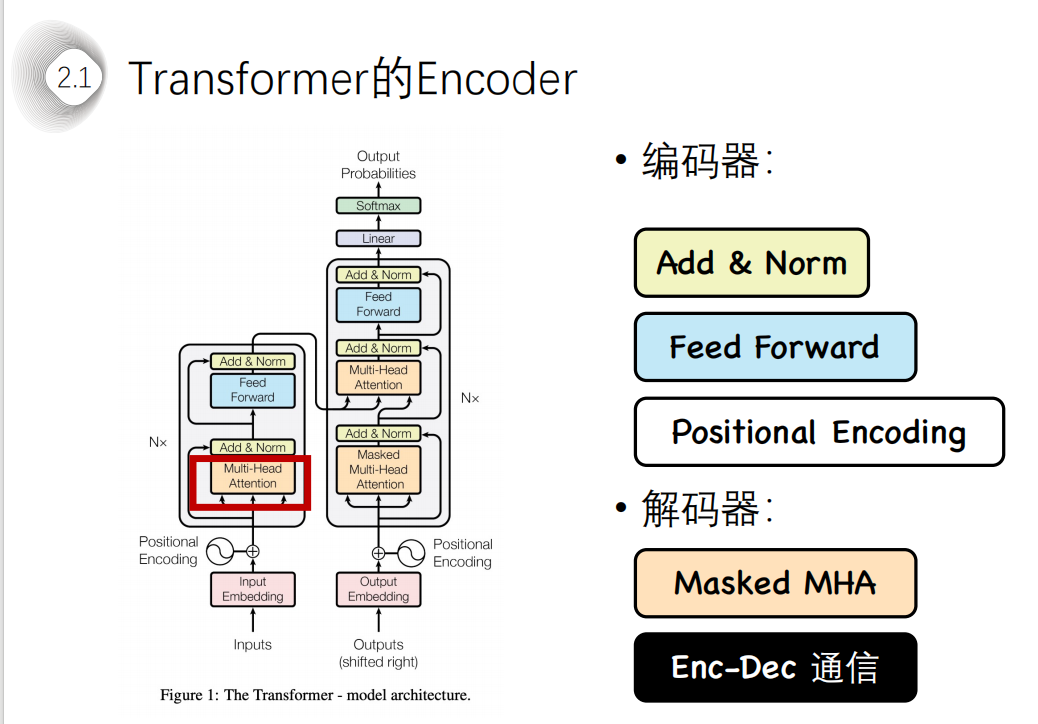 2.1
Transformer的Encoder
Output
Probabilities
Softmax
Linear
Add & Norm
Feed
Forward
Add & Norm
Multi-Head
Attention
Add & Norm
Masked
Multi-Head
Attention
N×
Add & Norm
Feed
Forward
N×
Add & Norm
Multi-Head
Attention
Positional
Encoding
Positional
Encoding
Input
Embedding
Output
Embedding
Inputs
Outputs
(shifted right)
Figure 1: The Transformer - model architecture.
• 编码器：
Add & Norm
Feed Forward
Positional Encoding
• 解码器：
Masked MHA
Enc-Dec 通信